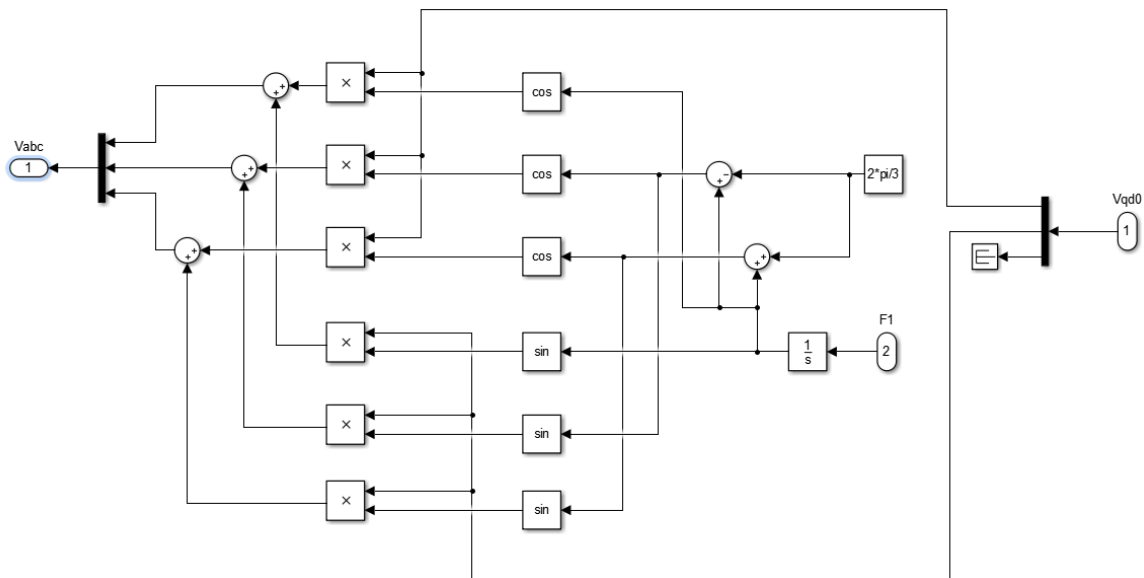 Vabc
1
×
×
×
×
×
×
cos
cos
cos
sin
sin
sin
+
+
+
+
+
+
+
−
+
+
2*pi/3
F1
2
1
s
Vqd0
1